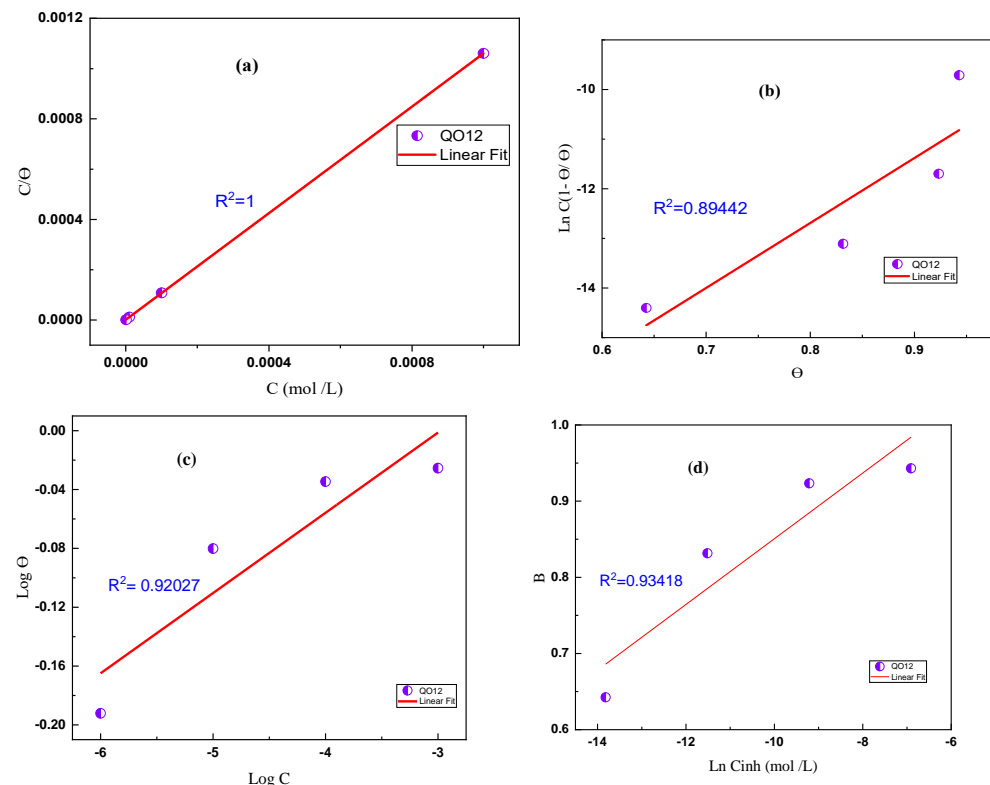 0.0012
0.0008
0.0004
0.0000
C/Ɵ
(a)
QO12
Linear Fit
R²=1
0.0000
0.0004
0.0008
C (mol /L)
-10
-12
-14
Ln C(1- Ɵ/ Ɵ)
(b)
R²=0.89442
QO12
Linear Fit
0.6
0.7
0.8
0.9
Ɵ
0.00
-0.04
-0.08
-0.12
-0.16
-0.20
Log Ɵ
(c)
R²= 0.92027
QO12
Linear Fit
-6
-5
-4
-3
Log C
1.0
0.9
0.8
0.7
0.6
B
(d)
R²=0.93418
QO12
Linear Fit
-14
-12
-10
-8
-6
Ln Cinh (mol /L)